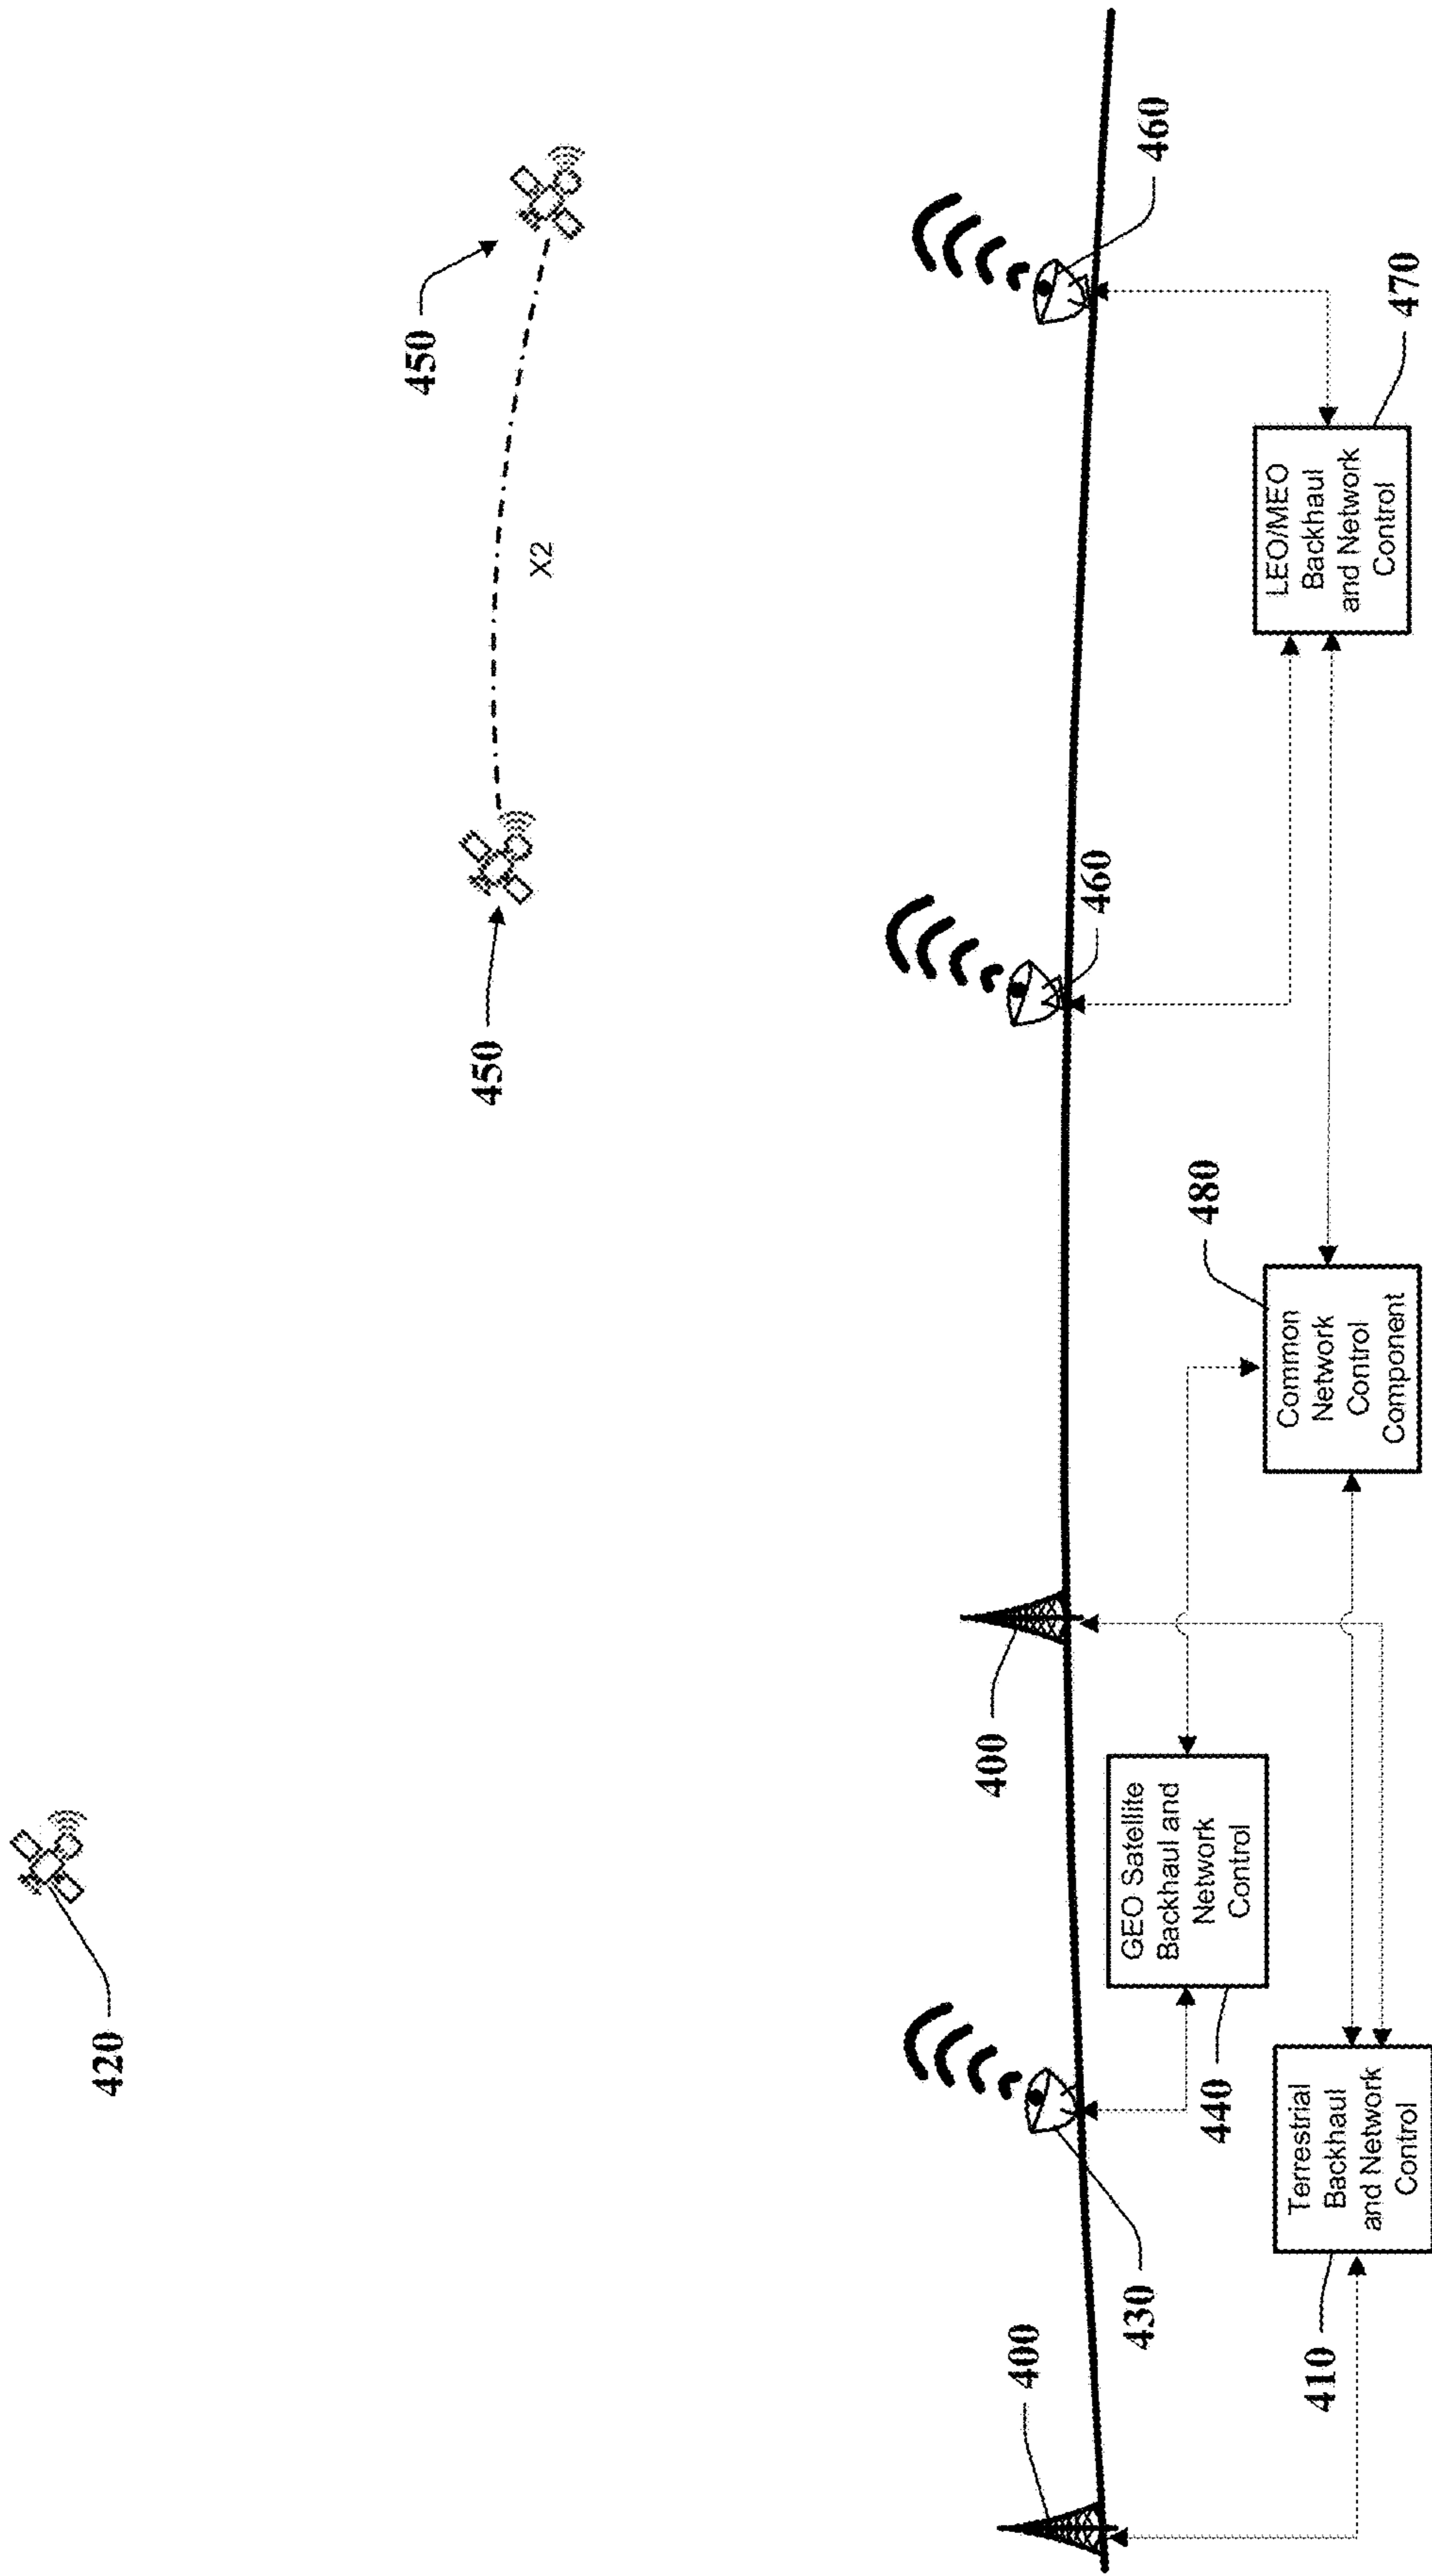 420
450
450
X2
400
430
400
460
460
GEO Satellite
Backhaul and
Network
Control
440
410
Terrestrial
Backhaul
and Network
Control
480
Common
Network
Control
Component
LEO/MEO
Backhaul
and Network
Control
470